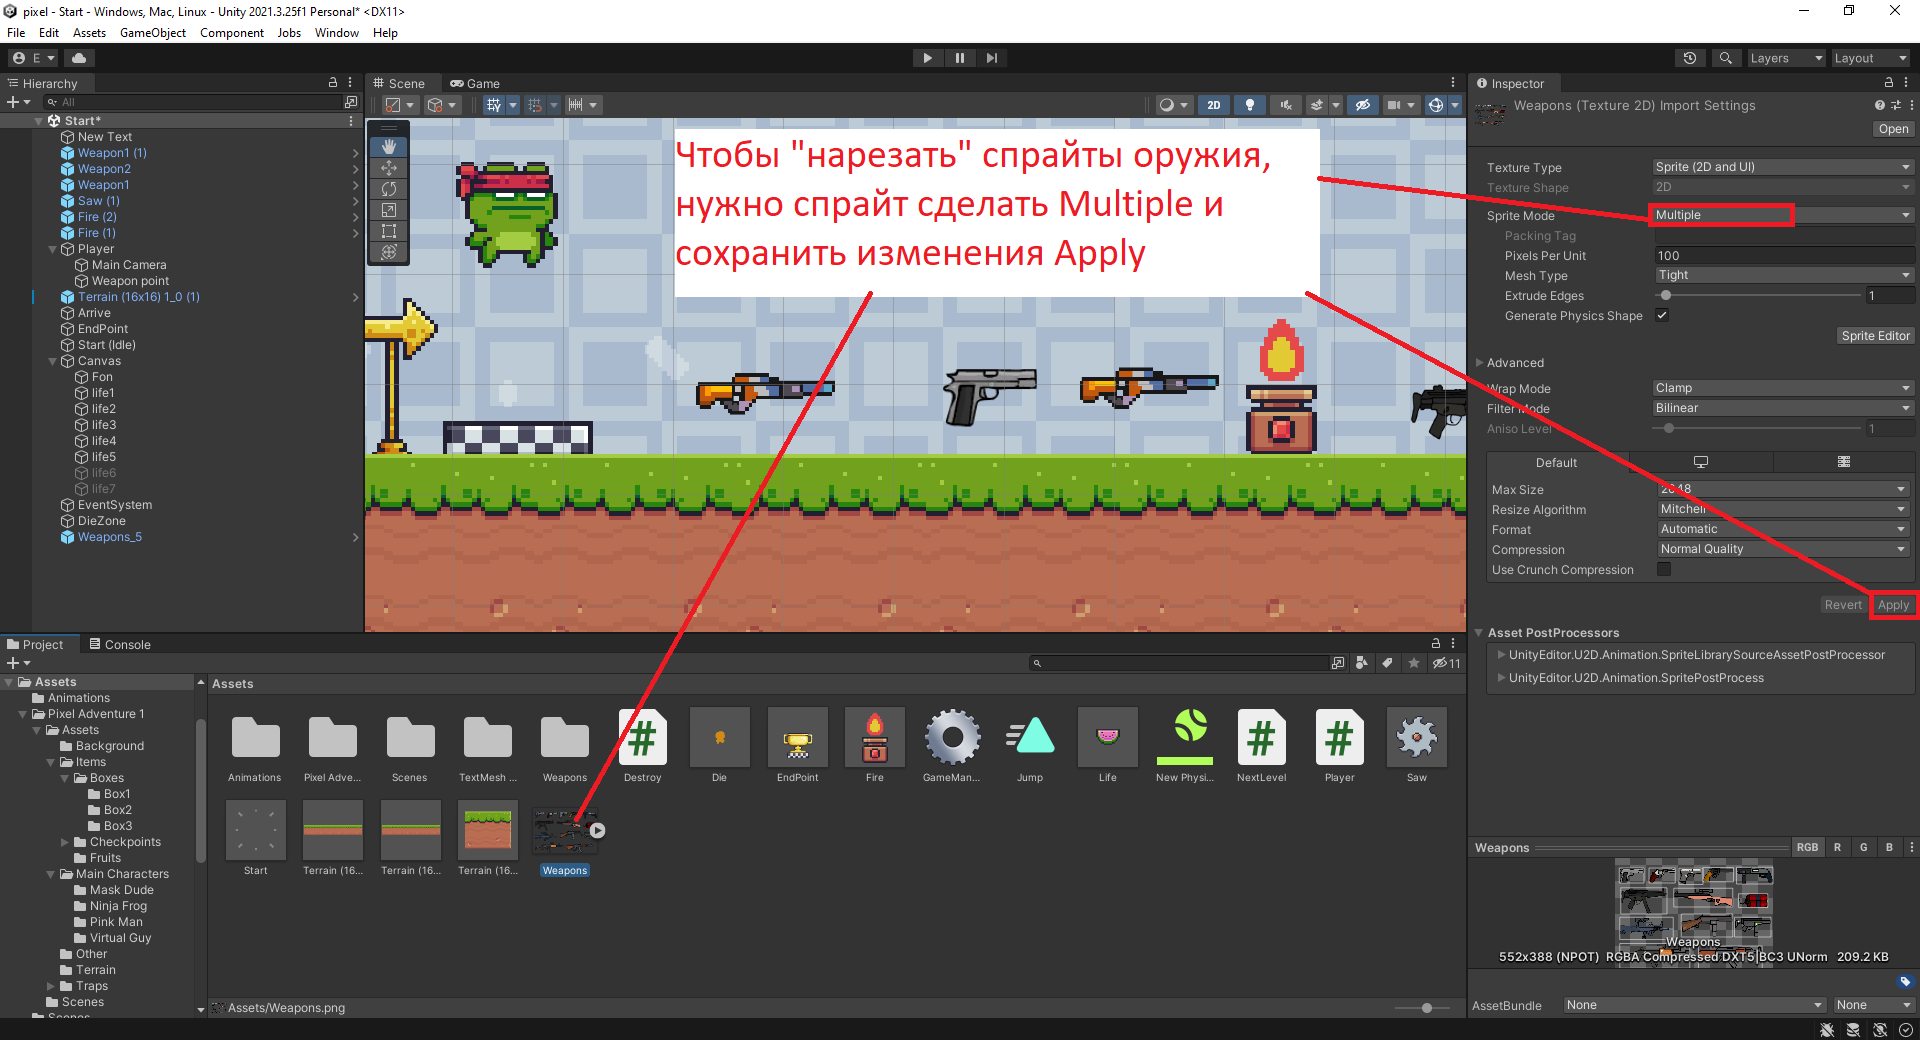 pixel - Start - Windows, Mac, Linux - Unity 2021.3.25f1 Personal* <DX11>
File Edit Assets GameObject Component Jobs Window Help
E Layers Layout
Hierarchy
All
Start*
New Text
Weapon1 (1)
Weapon2
Weapon1
Saw (1)
Fire (2)
Fire (1)
Player
Main Camera
Weapon point
Terrain (16x16) 1_0 (1)
Arrive
EndPoint
Start (Idle)
Canvas
Fon
life1
life2
life3
life4
life5
life6
life7
EventSystem
DieZone
Weapons_5
Scene Game
2D
Чтобы "нарезать" спрайты оружия,
нужно спрайт сделать Multiple и
сохранить изменения Apply
Inspector
Weapons (Texture 2D) Import Settings
Open
Texture Type Sprite (2D and UI)
Texture Shape 2D
Sprite Mode Multiple
Packing Tag
Pixels Per Unit 100
Mesh Type Tight
Extrude Edges 1
Generate Physics Shape
Sprite Editor
Advanced
Wrap Mode Clamp
Filter Mode Bilinear
Aniso Level 1
Default
Max Size 2048
Resize Algorithm Mitchell
Format Automatic
Compression Normal Quality
Use Crunch Compression
Revert Apply
Asset PostProcessors
UnityEditor.U2D.Animation.SpriteLibrarySourceAssetPostProcessor
UnityEditor.U2D.Animation.SpritePostProcess
Project Console
11
Assets
Animations
Pixel Adventure 1
Assets
Background
Items
Boxes
Box1
Box2
Box3
Checkpoints
Fruits
Main Characters
Mask Dude
Ninja Frog
Pink Man
Virtual Guy
Other
Terrain
Traps
Scenes
Scenes
Assets
Animations Pixel Adve... Scenes TextMesh ... Weapons Destroy Die EndPoint Fire GameMan... Jump Life New Physi... NextLevel Player Saw
Start Terrain (16... Terrain (16... Terrain (16... Weapons
Assets/Weapons.png
Weapons RGB R G B
Weapons
552x388 (NPOT) RGBA Compressed DXT5|BC3 UNorm 209.2 KB
AssetBundle None None